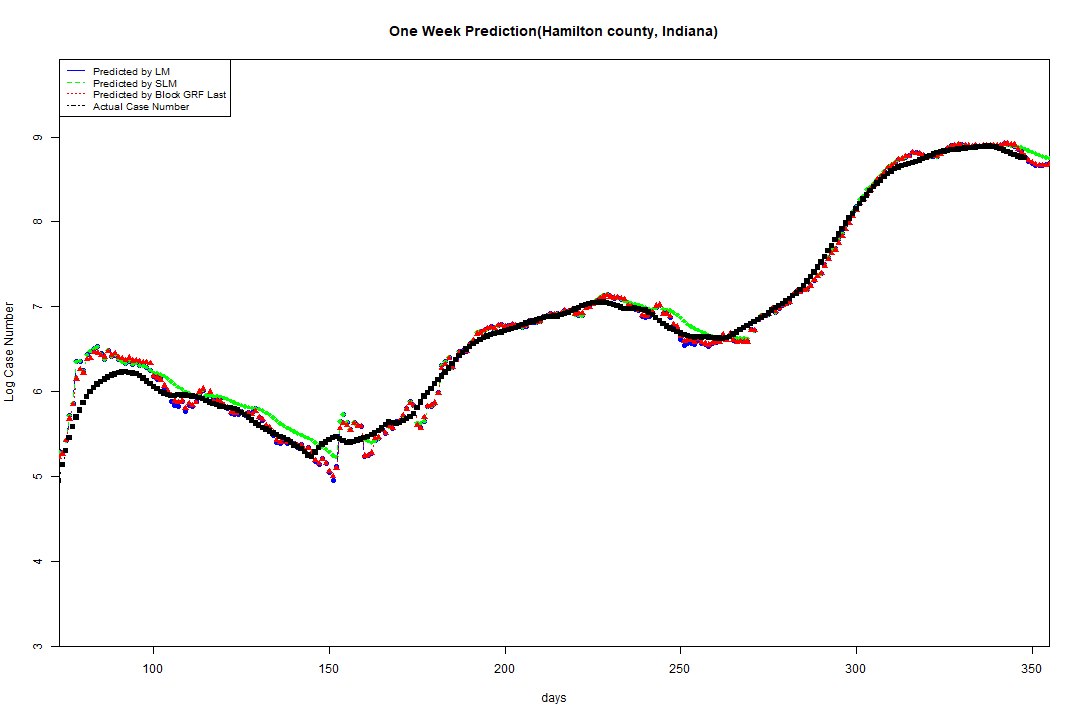 One Week Prediction(Hamilton county, Indiana)
Predicted by LM
Predicted by SLM
Predicted by Block GRF Last
Actual Case Number
Log Case Number
9
8
7
6
5
4
3
100 150 200 250 300 350
days